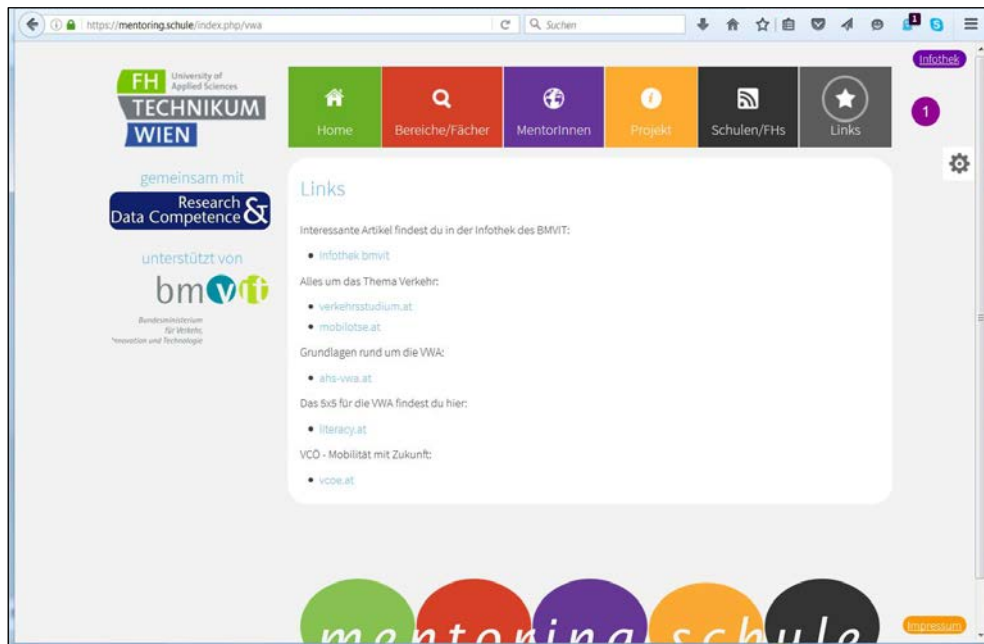 https://mentoring.schule/index.php/vwa
Suchen
1
Infothek
FH University of Applied Sciences
TECHNIKUM
WIEN
Home
Bereiche/Fächer
MentorInnen
Projekt
Schulen/FHs
Links
1
gemeinsam mit
Research &
Data Competence
unterstützt von
bmvit
Bundesministerium
für Verkehr,
Innovation und Technologie
Links
Interessante Artikel findest du in der Infothek des BMVIT:
Infothek bmvit
Alles um das Thema Verkehr:
verkehrsstudium.at
mobilotse.at
Grundlagen rund um die VWA:
ahs-vwa.at
Das 5x5 für die VWA findest du hier:
literacy.at
VCÖ - Mobilität mit Zukunft:
vcoe.at
mentoring.schule
Impressum